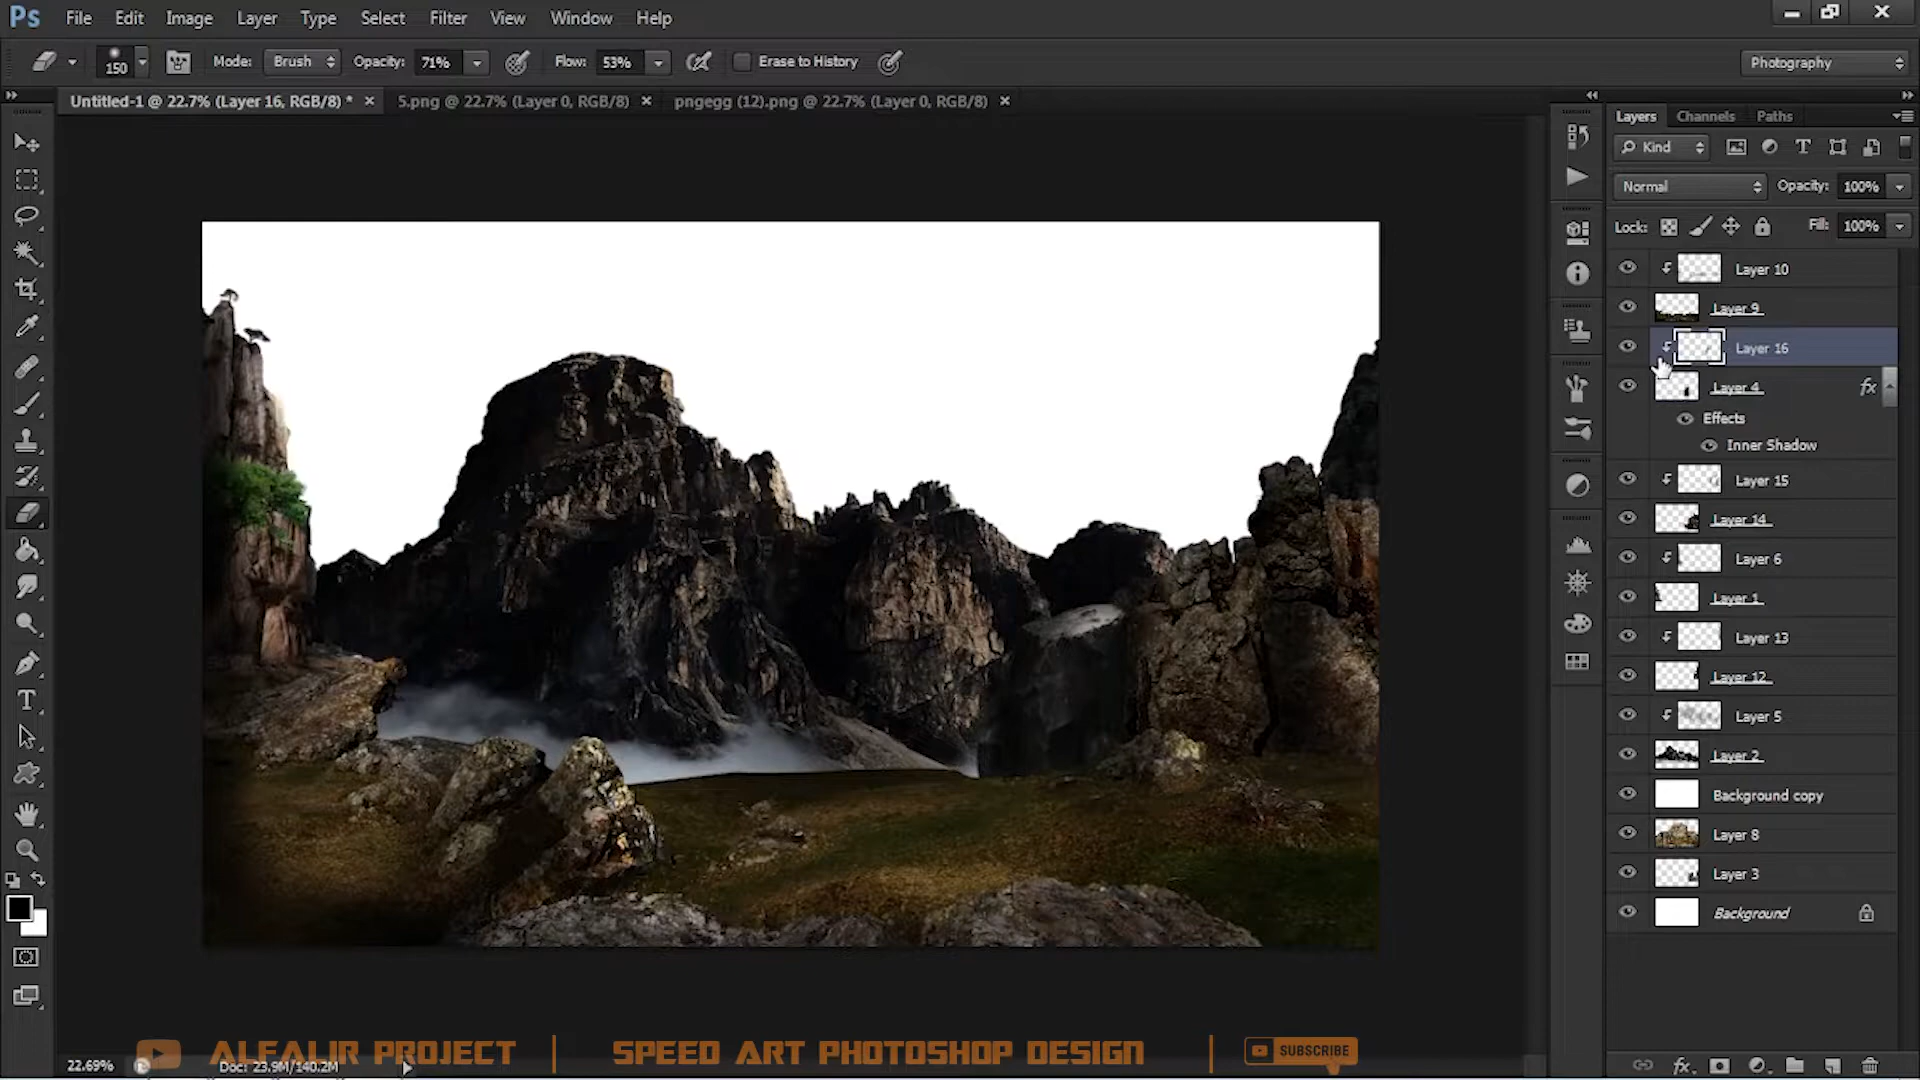 Ps File Edit Image Layer Type Select Filter View Window Help
150 Mode: Brush Opacity: 71% Flow: 53% Erase to History Photography
Untitled-1 @ 22.7% (Layer 16, RGB/8) * × 5.png @ 22.7% (Layer 0, RGB/8) × pngegg (12).png @ 22.7% (Layer 0, RGB/8) ×
Layers Channels Paths
Kind
Normal Opacity: 100%
Lock: Fill: 100%
Layer 10
Layer 9
Layer 16
Layer 4 fx
Effects
Inner Shadow
Layer 15
Layer 14
Layer 6
Layer 1
Layer 13
Layer 12
Layer 5
Layer 2
Background copy
Layer 8
Layer 3
Background
22.69% Doc: 23.9M/140.2M
ALFALIR PROJECT | SPEED ART PHOTOSHOP DESIGN | SUBSCRIBE